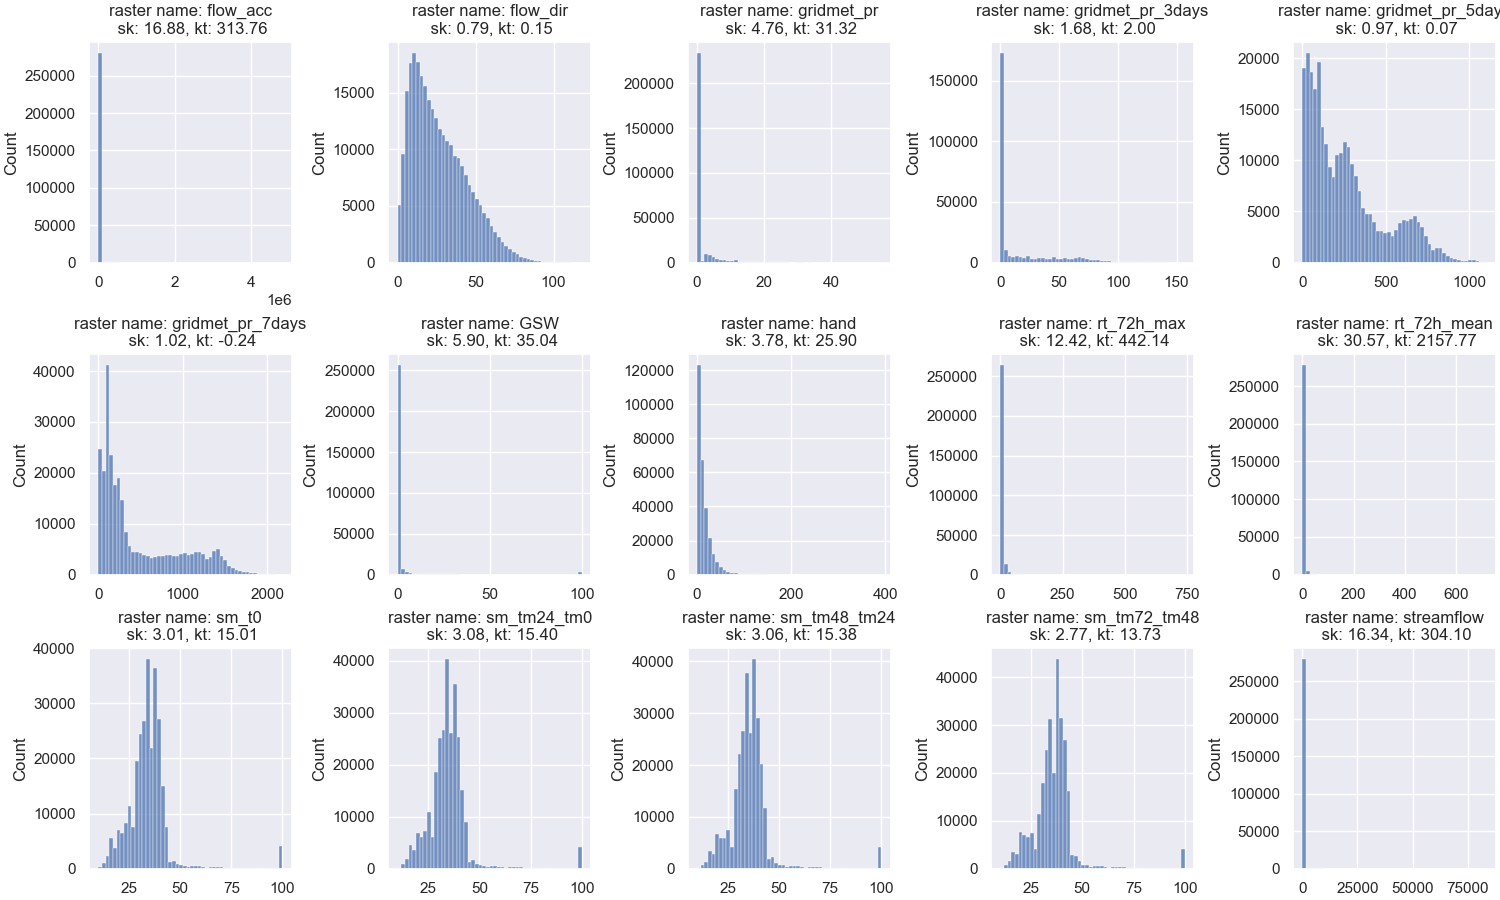 raster name: flow_acc
sk: 16.88, kt: 313.76
250000
200000
150000
100000
50000
0
Count
0
2
4
1e6
raster name: flow_dir
sk: 0.79, kt: 0.15
15000
10000
5000
0
Count
0
50
100
raster name: gridmet_pr
sk: 4.76, kt: 31.32
200000
150000
100000
50000
0
Count
0
20
40
raster name: gridmet_pr_3days
sk: 1.68, kt: 2.00
150000
100000
50000
0
Count
0
50
100
150
raster name: gridmet_pr_5day
sk: 0.97, kt: 0.07
20000
15000
10000
5000
0
Count
0
500
1000
raster name: gridmet_pr_7days
sk: 1.02, kt: -0.24
40000
30000
20000
10000
0
Count
0
1000
2000
raster name: GSW
sk: 5.90, kt: 35.04
250000
200000
150000
100000
50000
0
Count
0
50
100
raster name: hand
sk: 3.78, kt: 25.90
120000
100000
80000
60000
40000
20000
0
Count
0
200
400
raster name: rt_72h_max
sk: 12.42, kt: 442.14
250000
200000
150000
100000
50000
0
Count
0
250
500
750
raster name: rt_72h_mean
sk: 30.57, kt: 2157.77
250000
200000
150000
100000
50000
0
Count
0
200
400
600
raster name: sm_t0
sk: 3.01, kt: 15.01
40000
30000
20000
10000
0
Count
25
50
75
100
raster name: sm_tm24_tm0
sk: 3.08, kt: 15.40
40000
30000
20000
10000
0
Count
25
50
75
100
raster name: sm_tm48_tm24
sk: 3.06, kt: 15.38
40000
30000
20000
10000
0
Count
25
50
75
100
raster name: sm_tm72_tm48
sk: 2.77, kt: 13.73
40000
30000
20000
10000
0
Count
25
50
75
100
raster name: streamflow
sk: 16.34, kt: 304.10
250000
200000
150000
100000
50000
0
Count
0
25000
50000
75000